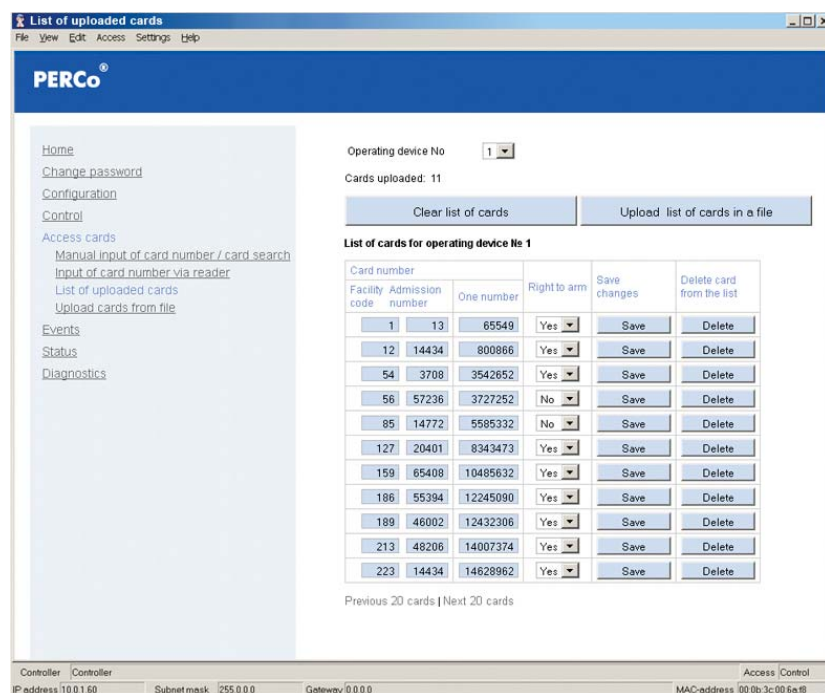 List of uploaded cards
File View Edit Access Settings Help
PERCo®
Home
Change password
Configuration
Control
Access cards
Manual input of card number / card search
Input of card number via reader
List of uploaded cards
Upload cards from file
Events
Status
Diagnostics
Operating device No 1
Cards uploaded: 11
Clear list of cards Upload list of cards in a file
List of cards for operating device № 1
Card number Right to arm Save changes Delete card from the list
Facility code Admission number One number
1 13 65549 Yes Save Delete
12 14434 800866 Yes Save Delete
54 3708 3542652 Yes Save Delete
56 57236 3727252 No Save Delete
85 14772 5585332 No Save Delete
127 20401 8343473 Yes Save Delete
159 65408 10485632 Yes Save Delete
186 55394 12245090 Yes Save Delete
189 46002 12432306 Yes Save Delete
213 48206 14007374 Yes Save Delete
223 14434 14628962 Yes Save Delete
Previous 20 cards | Next 20 cards
Controller Controller Access Control
IP address 10.0.1.60 Subnet mask 255.0.0.0 Gateway 0.0.0.0 MAC-address 00:0b:3c:00:6a:f8